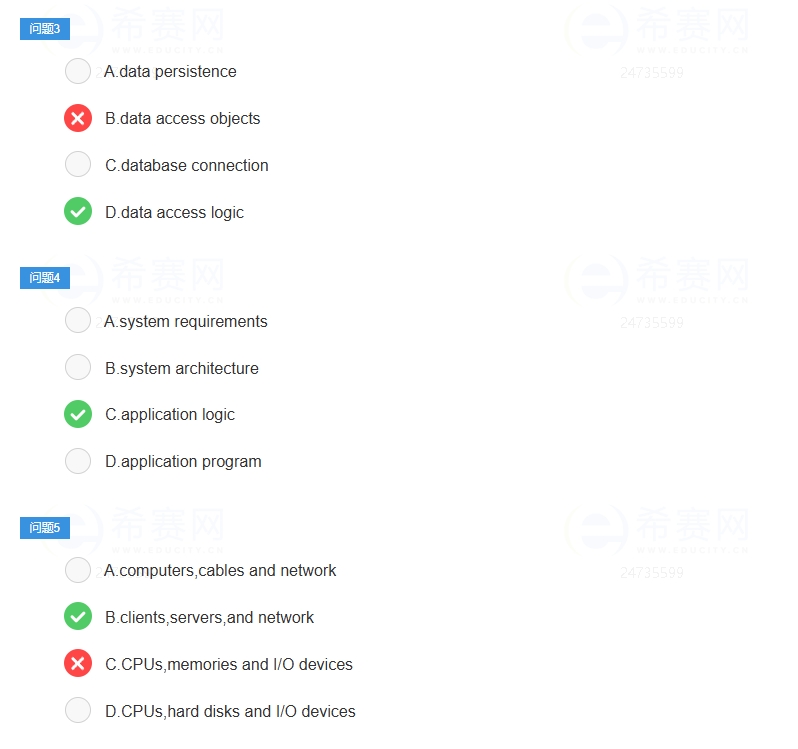 希赛网
希赛网
问题3
WWW.EDUCITY.CN
WWW.EDUCITY.CN
A.data persistence
24735599
B.data access objects
C.database connection
D.data access logic
希赛网
希赛网
问题4
WWW.EDUCITY.CN
WWW.EDUCITY.CN
A.system requirements
24735599
B.system architecture
C.application logic
D.application program
希赛网
希赛网
问题5
WWW.EDUCITY.CN
WWW.EDUCITY.CN
A.computers,cables and network
24735599
B.clients,servers,and network
C.CPUs,memories and I/O devices
D.CPUs,hard disks and I/O devices